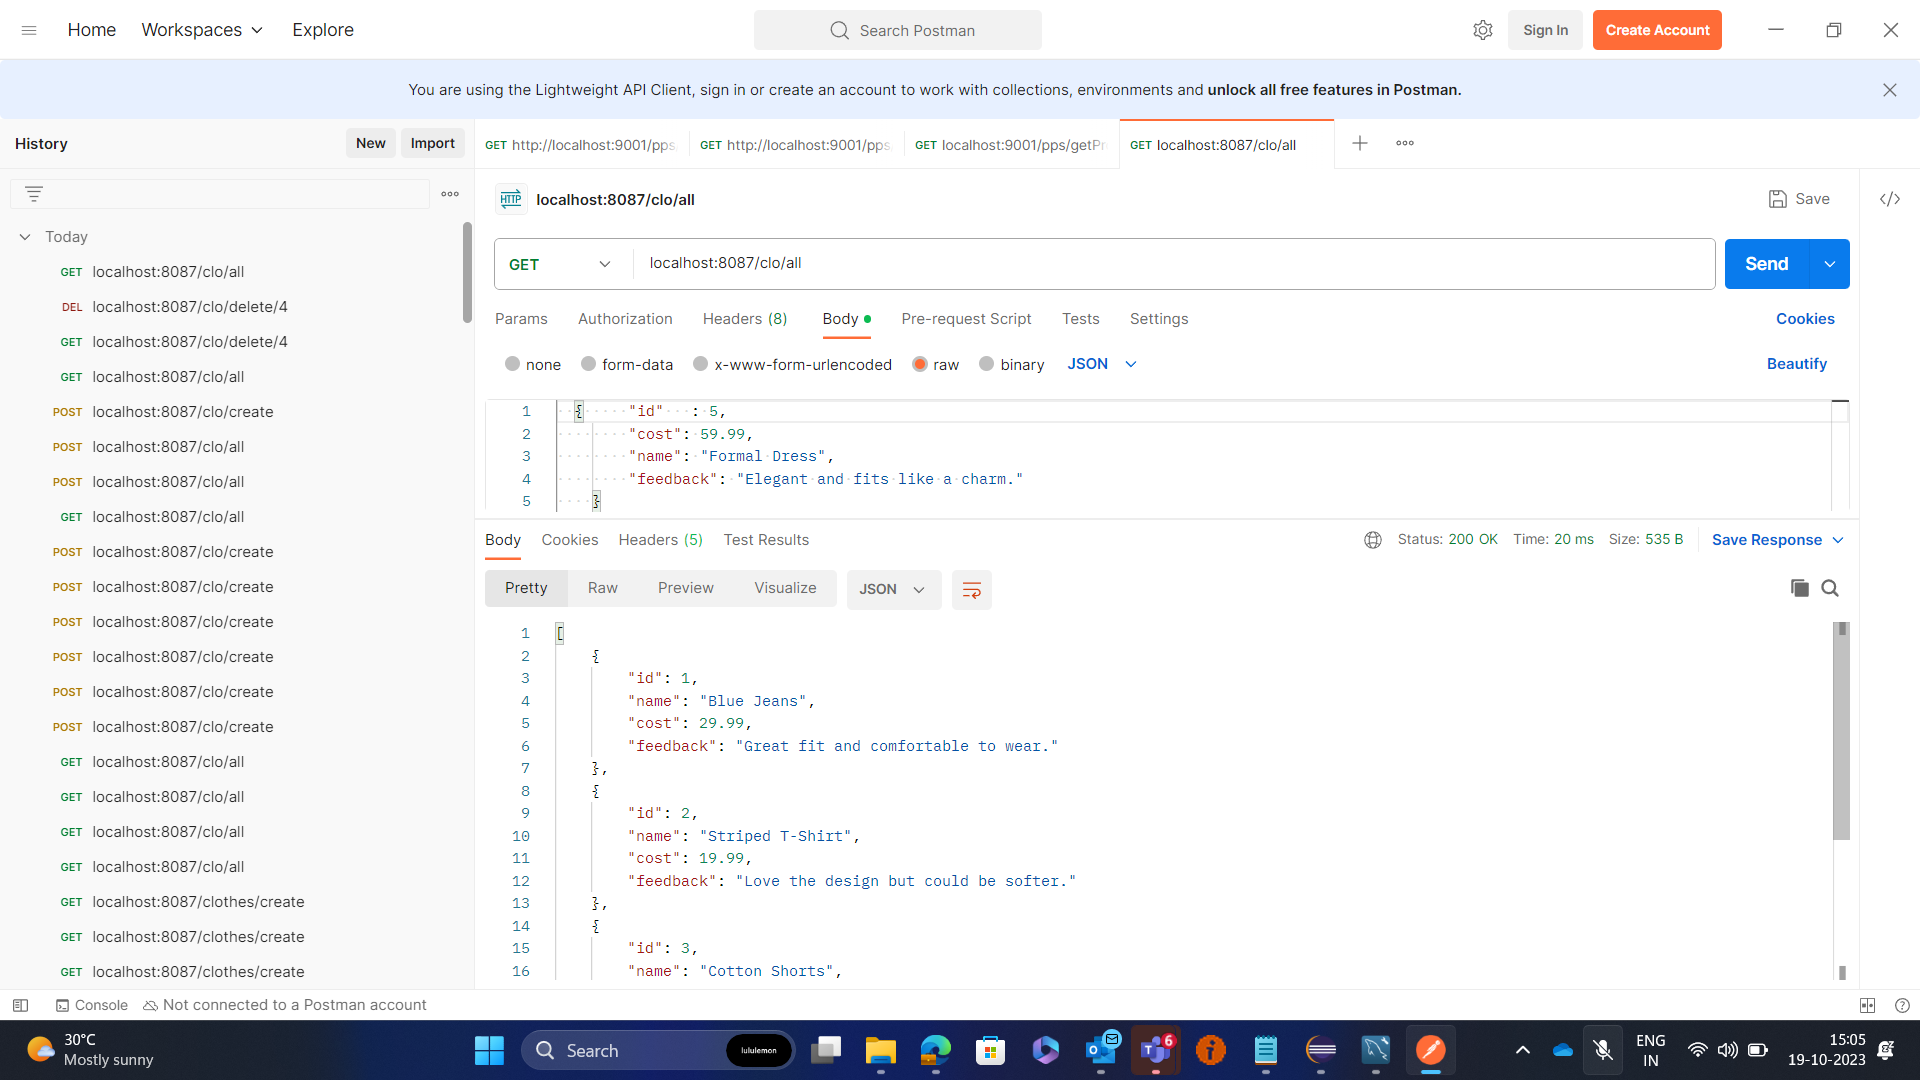 Home
Workspaces
Explore
Search Postman
Sign In
Create Account
You are using the Lightweight API Client, sign in or create an account to work with collections, environments and unlock all free features in Postman.
History
New
Import
GET http://localhost:9001/pps
GET http://localhost:9001/pps
GET localhost:9001/pps/getPr
GET localhost:8087/clo/all
HTTP localhost:8087/clo/all
Save
Today
GET localhost:8087/clo/all
DEL localhost:8087/clo/delete/4
GET localhost:8087/clo/delete/4
GET localhost:8087/clo/all
POST localhost:8087/clo/create
POST localhost:8087/clo/all
POST localhost:8087/clo/all
GET localhost:8087/clo/all
POST localhost:8087/clo/create
POST localhost:8087/clo/create
POST localhost:8087/clo/create
POST localhost:8087/clo/create
POST localhost:8087/clo/create
POST localhost:8087/clo/create
GET localhost:8087/clo/all
GET localhost:8087/clo/all
GET localhost:8087/clo/all
GET localhost:8087/clo/all
GET localhost:8087/clothes/create
GET localhost:8087/clothes/create
GET localhost:8087/clothes/create
GET
localhost:8087/clo/all
Send
Params
Authorization
Headers (8)
Body
Pre-request Script
Tests
Settings
Cookies
none
form-data
x-www-form-urlencoded
raw
binary
JSON
Beautify
1 { "id" : 5,
2 "cost": 59.99,
3 "name": "Formal Dress",
4 "feedback": "Elegant and fits like a charm."
5 }
Body
Cookies
Headers (5)
Test Results
Status: 200 OK
Time: 20 ms
Size: 535 B
Save Response
Pretty
Raw
Preview
Visualize
JSON
1 [
2 {
3 "id": 1,
4 "name": "Blue Jeans",
5 "cost": 29.99,
6 "feedback": "Great fit and comfortable to wear."
7 },
8 {
9 "id": 2,
10 "name": "Striped T-Shirt",
11 "cost": 19.99,
12 "feedback": "Love the design but could be softer."
13 },
14 {
15 "id": 3,
16 "name": "Cotton Shorts",
Console
Not connected to a Postman account
30°C
Mostly sunny
Search
lululemon
6
ENG
IN
15:05
19-10-2023